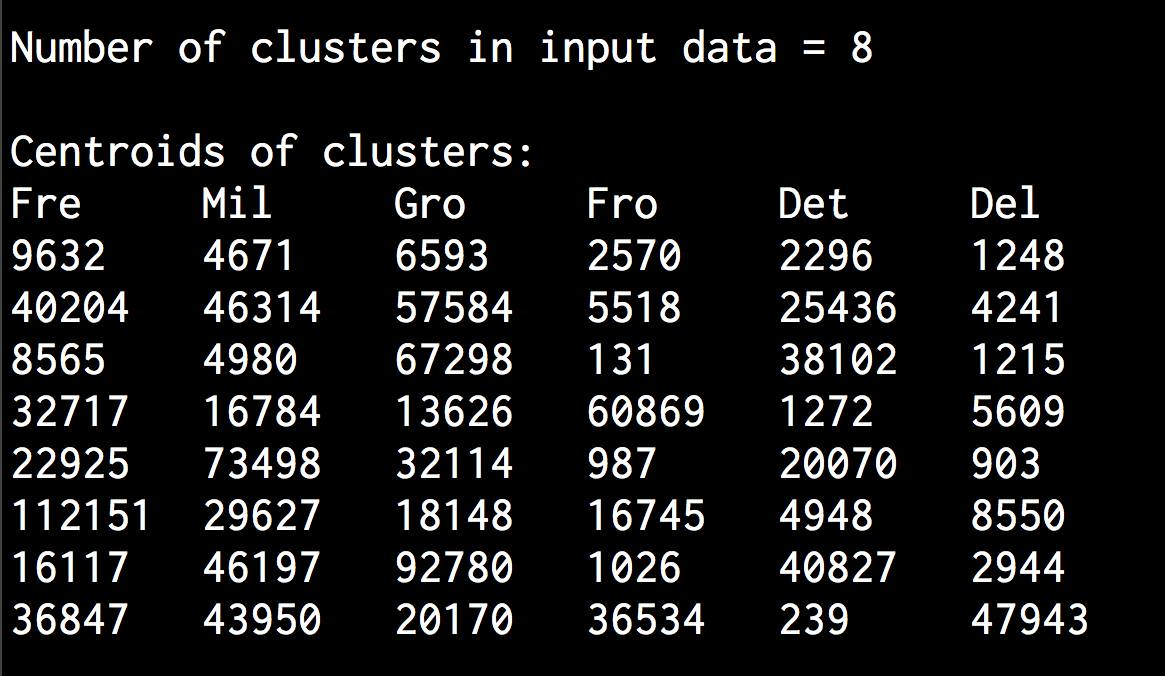 Number of clusters in input data = 8
Centroids of clusters:
Fre Mil Gro Fro Det Del
9632 4671 6593 2570 2296 1248
40204 46314 57584 5518 25436 4241
8565 4980 67298 131 38102 1215
32717 16784 13626 60869 1272 5609
22925 73498 32114 987 20070 903
112151 29627 18148 16745 4948 8550
16117 46197 92780 1026 40827 2944
36847 43950 20170 36534 239 47943